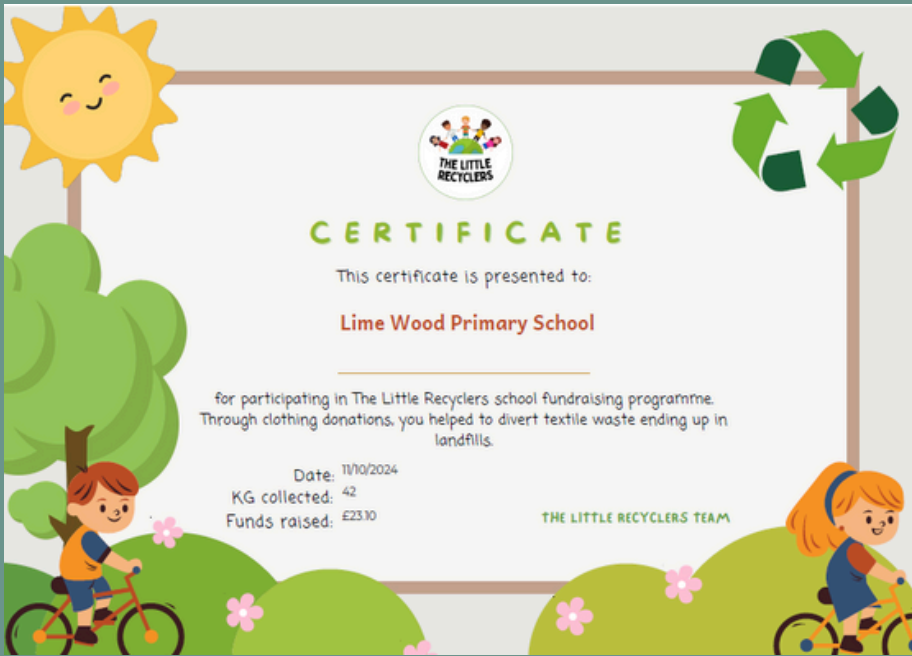 THE LITTLE
RECYCLERS
CERTIFICATE
This certificate is presented to:
Lime Wood Primary School
for participating in The Little Recyclers school fundraising programme.
Through clothing donations, you helped to divert textile waste ending up in
landfills.
Date: 11/10/2024
KG collected: 42
Funds raised: £23.10
THE LITTLE RECYCLERS TEAM